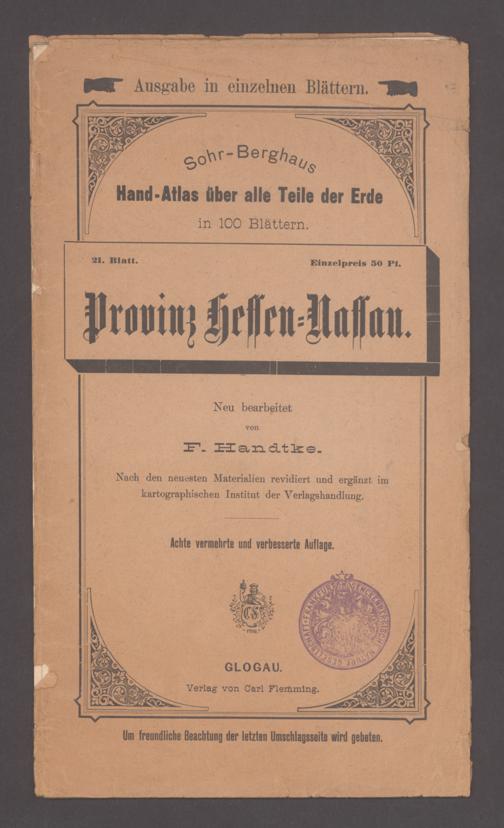 Ausgabe in einzelnen Blättern.
Sohr-Berghaus
Hand-Atlas über alle Teile der Erde
in 100 Blättern.
21. Blatt. Einzelpreis 50 Pf.
Provinz Hessen-Nassau.
Neu bearbeitet
von
F. Handtke.
Nach den neuesten Materialien revidiert und ergänzt im
kartographischen Institut der Verlagshandlung.
Achte vermehrte und verbesserte Auflage.
GLOGAU.
Verlag von Carl Flemming.
Um freundliche Beachtung der letzten Umschlagsseite wird gebeten.